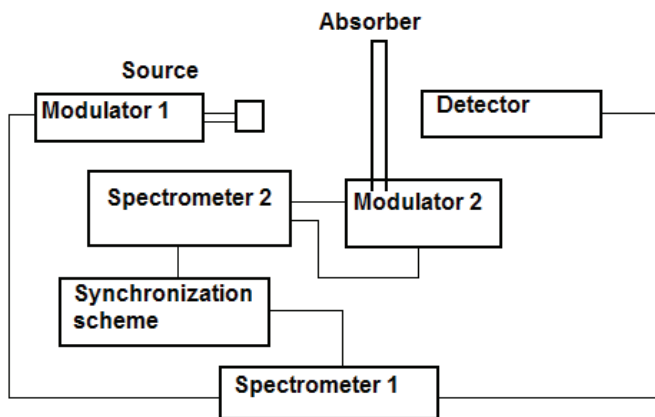 Absorber
Source
Modulator 1
Detector
Spectrometer 2
Modulator 2
Synchronization
scheme
Spectrometer 1